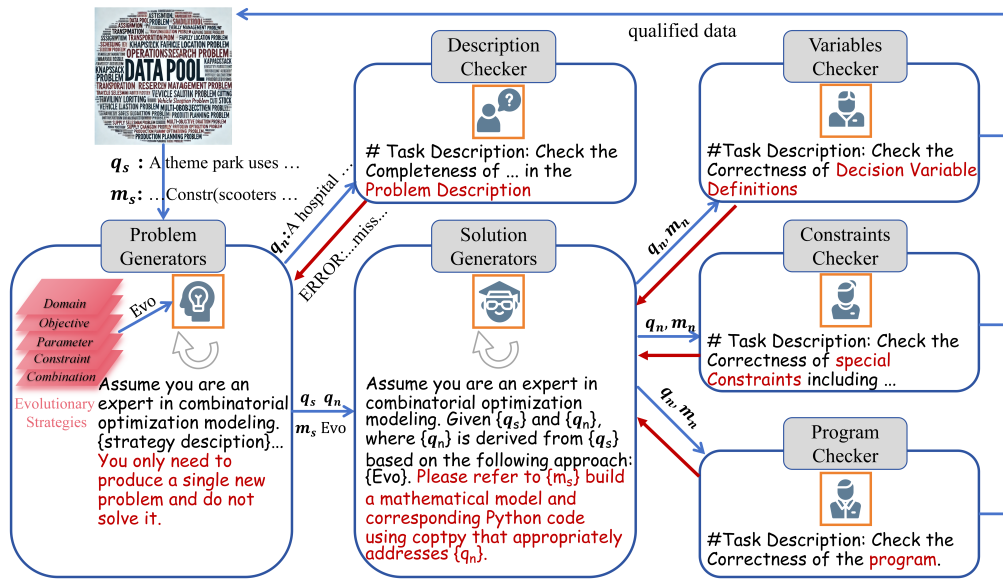 DATA POOL
OPERATIONS RESEARCH PROBLEM
PRODUCTION PLANNING PROBLEM
qualified data
Description
Checker
# Task Description: Check the
Completeness of ... in the
Problem Description
Variables
Checker
#Task Description: Check the
Correctness of Decision Variable
Definitions
q_s : A theme park uses …
m_s: …Constr(scooters …
q_n:A hospital …
ERROR:…miss…
Problem
Generators
Evo
Domain
Objective
Parameter
Constraint
Combination
Evolutionary
Strategies
Assume you are an
expert in combinatorial
optimization modeling.
{strategy desciption}…
You only need to
produce a single new
problem and do not
solve it.
q_s q_n
m_s Evo
Solution
Generators
Assume you are an expert in
combinatorial optimization
modeling. Given {q_s} and {q_n},
where {q_n} is derived from {q_s}
based on the following approach:
{Evo}. Please refer to {m_s} build
a mathematical model and
corresponding Python code
using coptpy that appropriately
addresses {q_n}.
q_n, m_n
Constraints
Checker
q_n, m_n
# Task Description: Check the
Correctness of special
Constraints including …
q_n, m_n
Program
Checker
#Task Description: Check the
Correctness of the program.